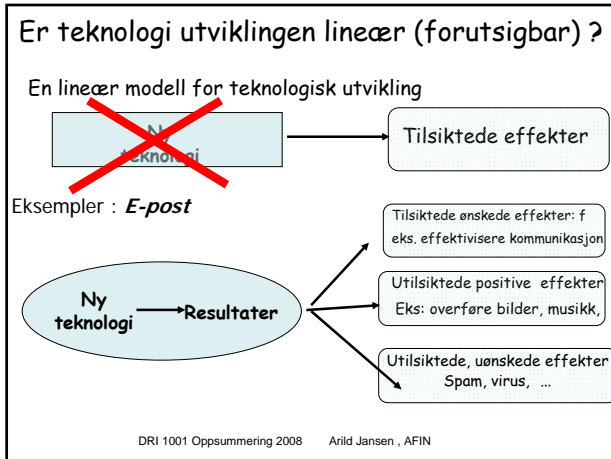 Er teknologi utviklingen lineær (forutsigbar) ?
En lineær modell for teknologisk utvikling
Ny
teknologi
Tilsiktede effekter
Eksempler : E-post
Tilsiktede ønskede effekter: f
eks. effektivisere kommunikasjon
Ny
teknologi
Resultater
Utilsiktede positive effekter
Eks: overføre bilder, musikk,
Utilsiktede, uønskede effekter
Spam, virus, ...
DRI 1001 Oppsummering 2008 Arild Jansen , AFIN